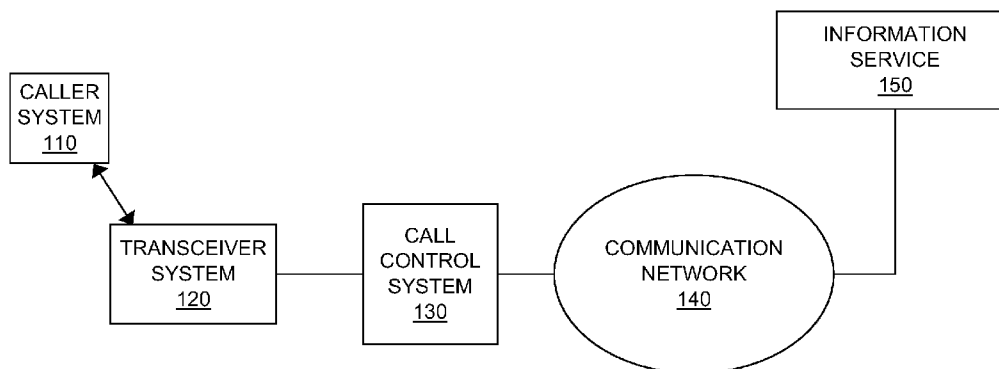 CALLER
SYSTEM
110
TRANSCEIVER
SYSTEM
120
CALL
CONTROL
SYSTEM
130
COMMUNICATION
NETWORK
140
INFORMATION
SERVICE
150